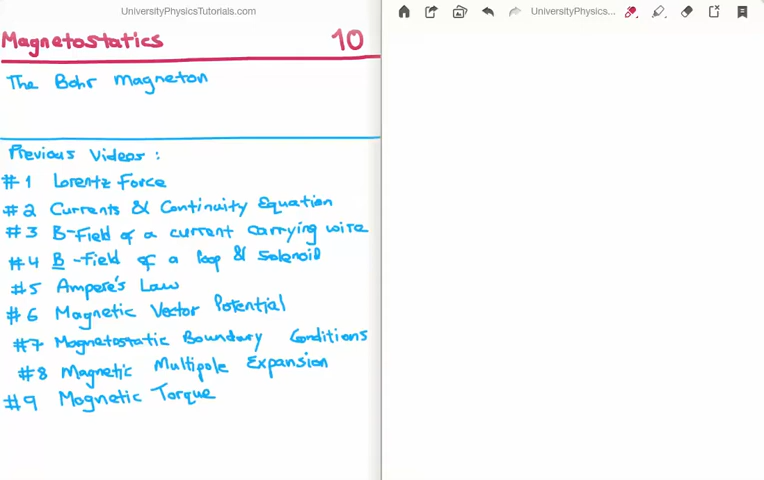 UniversityPhysicsTutorials.com
UniversityPhysics...
Magnetostatics 10
The Bohr Magneton
Previous Videos :
#1 Lorentz Force
#2 Currents & Continuity Equation
#3 B-Field of a current carrying wire
#4 B-Field of a loop & solenoid
#5 Ampere's Law
#6 Magnetic Vector Potential
#7 Magnetostatic Boundary Conditions
#8 Magnetic Multipole Expansion
#9 Magnetic Torque